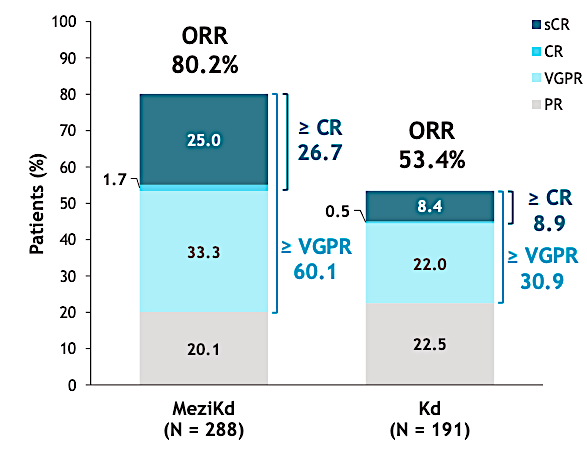 100
90
80
70
60
50
40
30
20
10
0
Patients (%)
sCR
CR
VGPR
PR
ORR
80.2%
25.0
1.7
33.3
20.1
≥ CR
26.7
≥ VGPR
60.1
ORR
53.4%
8.4
0.5
22.0
22.5
≥ CR
8.9
≥ VGPR
30.9
MeziKd
(N = 288)
Kd
(N = 191)